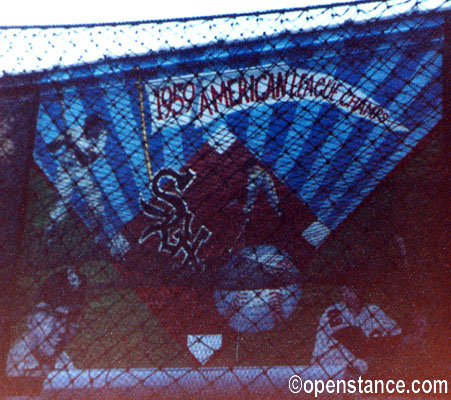 1959 AMERICAN LEAGUE CHAMPS
SOX
©openstance.com